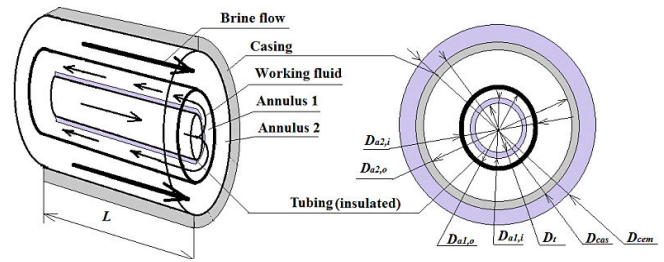 Brine flow
Casing
Working fluid
Annulus 1
Annulus 2
Tubing (insulated)
L
Da2,i
Da2,o
Da1,o
Da1,i
Dt
Dcas
Dcem